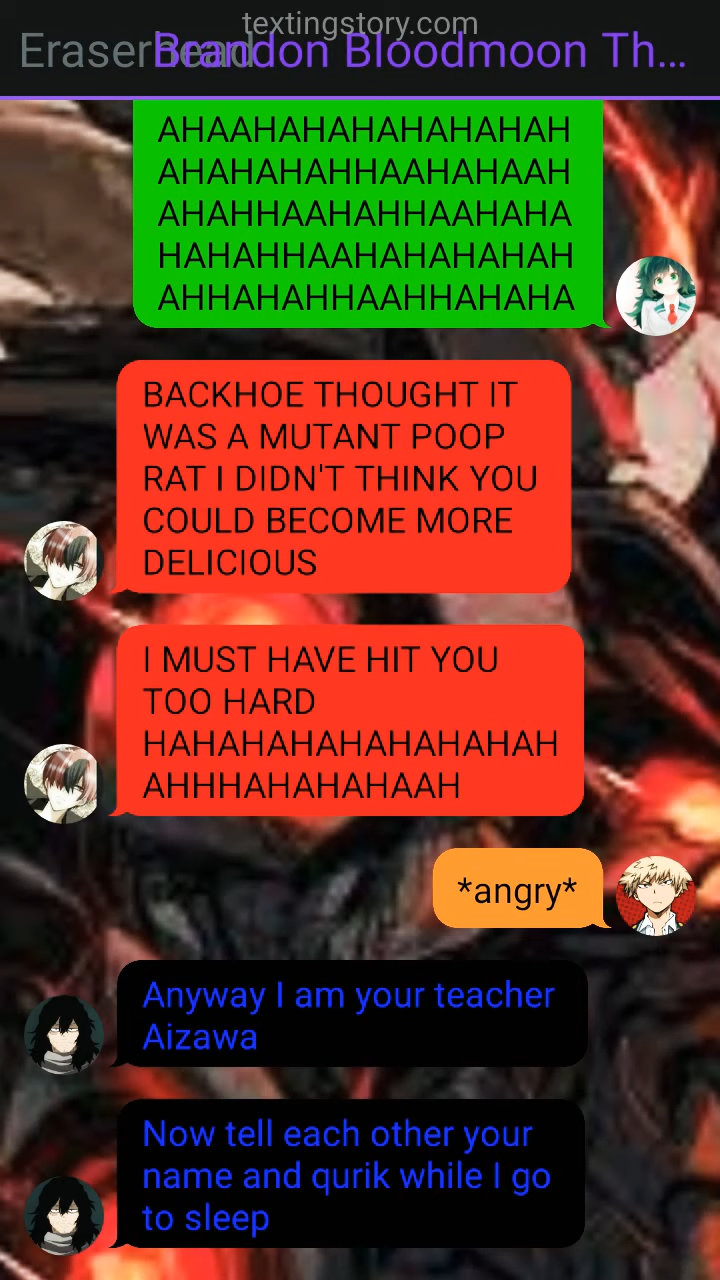 textingstory.com
Eraserhead
Brandon Bloodmoon Th...
AHAAHAHAHAHAHAHAH
AHAHAHAHHAAHAHAAH
AHAHHAAHAHHAAHAHA
HAHAHHAAHAHAHAHAH
AHHAHAHHAAHHAHAHA
BACKHOE THOUGHT IT
WAS A MUTANT POOP
RAT I DIDN'T THINK YOU
COULD BECOME MORE
DELICIOUS
I MUST HAVE HIT YOU
TOO HARD
HAHAHAHAHAHAHAHAH
AHHHAHAHAHAAH
*angry*
Anyway I am your teacher
Aizawa
Now tell each other your
name and qurik while I go
to sleep